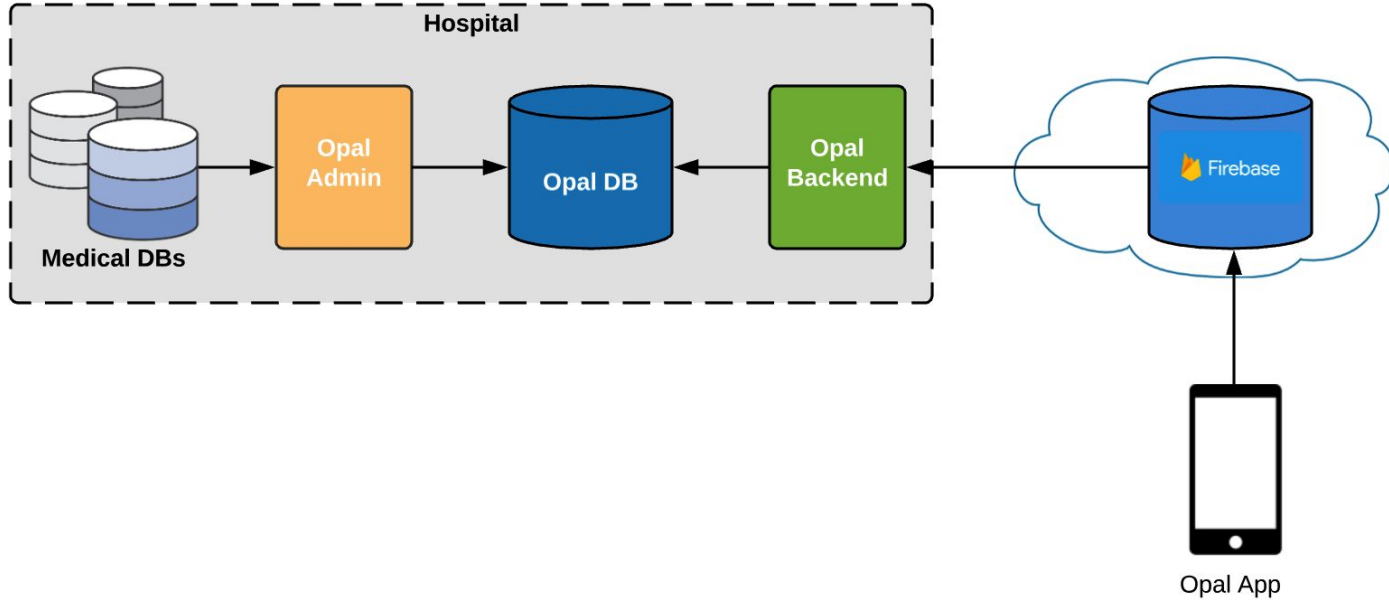 Hospital
Opal
Admin
Opal DB
Opal
Backend
Firebase
Medical DBs
Opal App